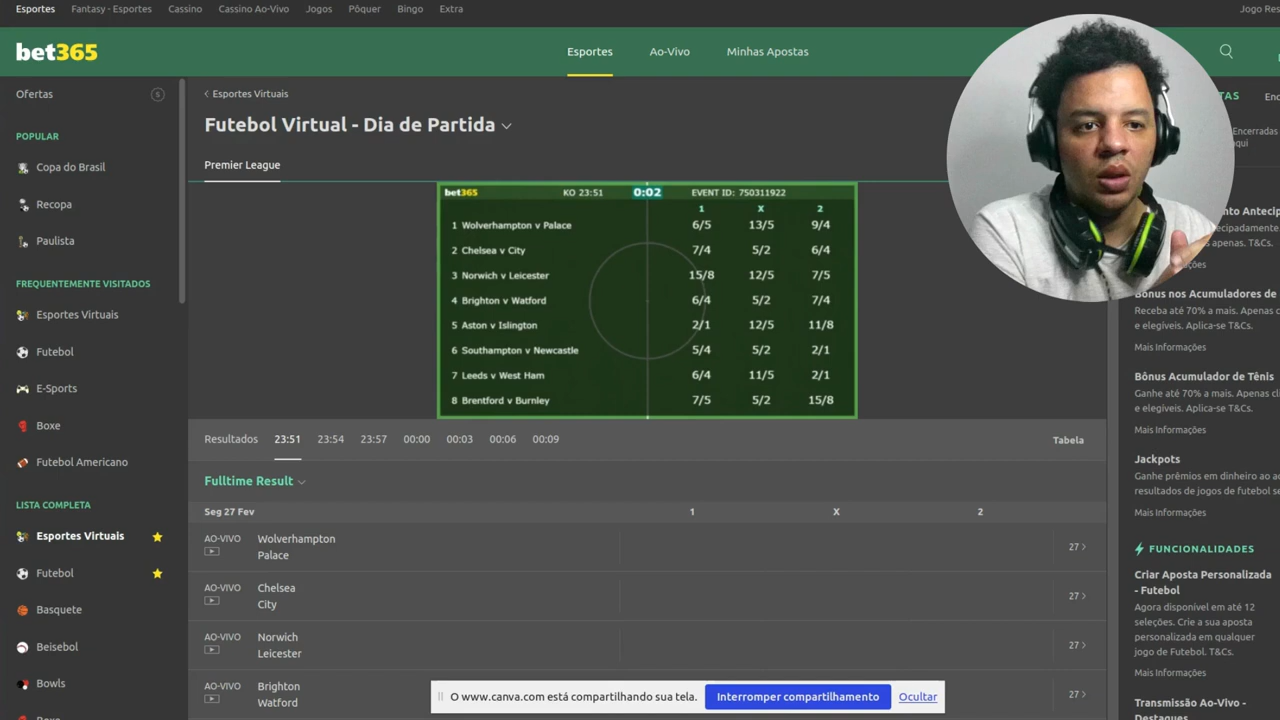 Esportes Fantasy - Esportes Cassino Cassino Ao-Vivo Jogos Pôquer Bingo Extra Jogo Res
bet365 Esportes Ao-Vivo Minhas Apostas
Ofertas
POPULAR
Copa do Brasil
Recopa
Paulista
FREQUENTEMENTE VISITADOS
Esportes Virtuais
Futebol
E-Sports
Boxe
Futebol Americano
LISTA COMPLETA
Esportes Virtuais
Futebol
Basquete
Beisebol
Bowls
Esportes Virtuais
Futebol Virtual - Dia de Partida
Premier League
bet365 KO 23:51 0:02 EVENT ID: 750311922
1 X 2
1 Wolverhampton v Palace 6/5 13/5 9/4
2 Chelsea v City 7/4 5/2 6/4
3 Norwich v Leicester 15/8 12/5 7/5
4 Brighton v Watford 6/4 5/2 7/4
5 Aston v Islington 2/1 12/5 11/8
6 Southampton v Newcastle 5/4 5/2 2/1
7 Leeds v West Ham 6/4 11/5 2/1
8 Brentford v Burnley 7/5 5/2 15/8
Resultados 23:51 23:54 23:57 00:00 00:03 00:06 00:09 Tabela
Fulltime Result
Seg 27 Fev 1 X 2
AO-VIVO Wolverhampton
Palace 27
AO-VIVO Chelsea
City 27
AO-VIVO Norwich
Leicester 27
AO-VIVO Brighton
Watford 27
O www.canva.com está compartilhando sua tela. Interromper compartilhamento Ocultar
TAS Enc
Encerradas
aqui
nto Antecip
cipadamente.
apenas. T&Cs.
Bônus nos Acumuladores de
Receba até 70% a mais. Apenas c
e elegíveis. Aplica-se T&Cs.
Mais Informações
Bônus Acumulador de Tênis
Ganhe até 70% a mais. Apenas cl
e elegíveis. Aplica-se T&Cs.
Mais Informações
Jackpots
Ganhe prêmios em dinheiro ao ac
resultados de jogos de futebol se
Mais Informações
FUNCIONALIDADES
Criar Aposta Personalizada
- Futebol
Agora disponível em até 12
seleções. Crie a sua aposta
personalizada em qualquer
jogo de Futebol. T&Cs.
Mais Informações
Transmissão Ao-Vivo -